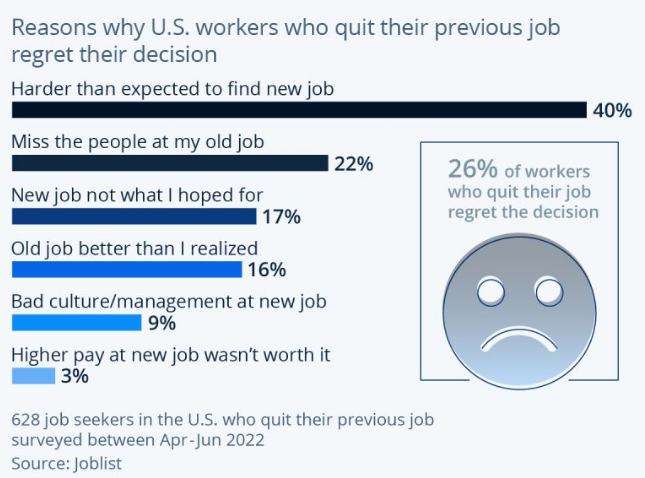 Reasons why U.S. workers who quit their previous job
regret their decision
Harder than expected to find new job
40%
Miss the people at my old job
22%
New job not what I hoped for
17%
Old job better than I realized
16%
Bad culture/management at new job
9%
Higher pay at new job wasn’t worth it
3%
26% of workers
who quit their job
regret the decision
628 job seekers in the U.S. who quit their previous job
surveyed between Apr-Jun 2022
Source: Joblist